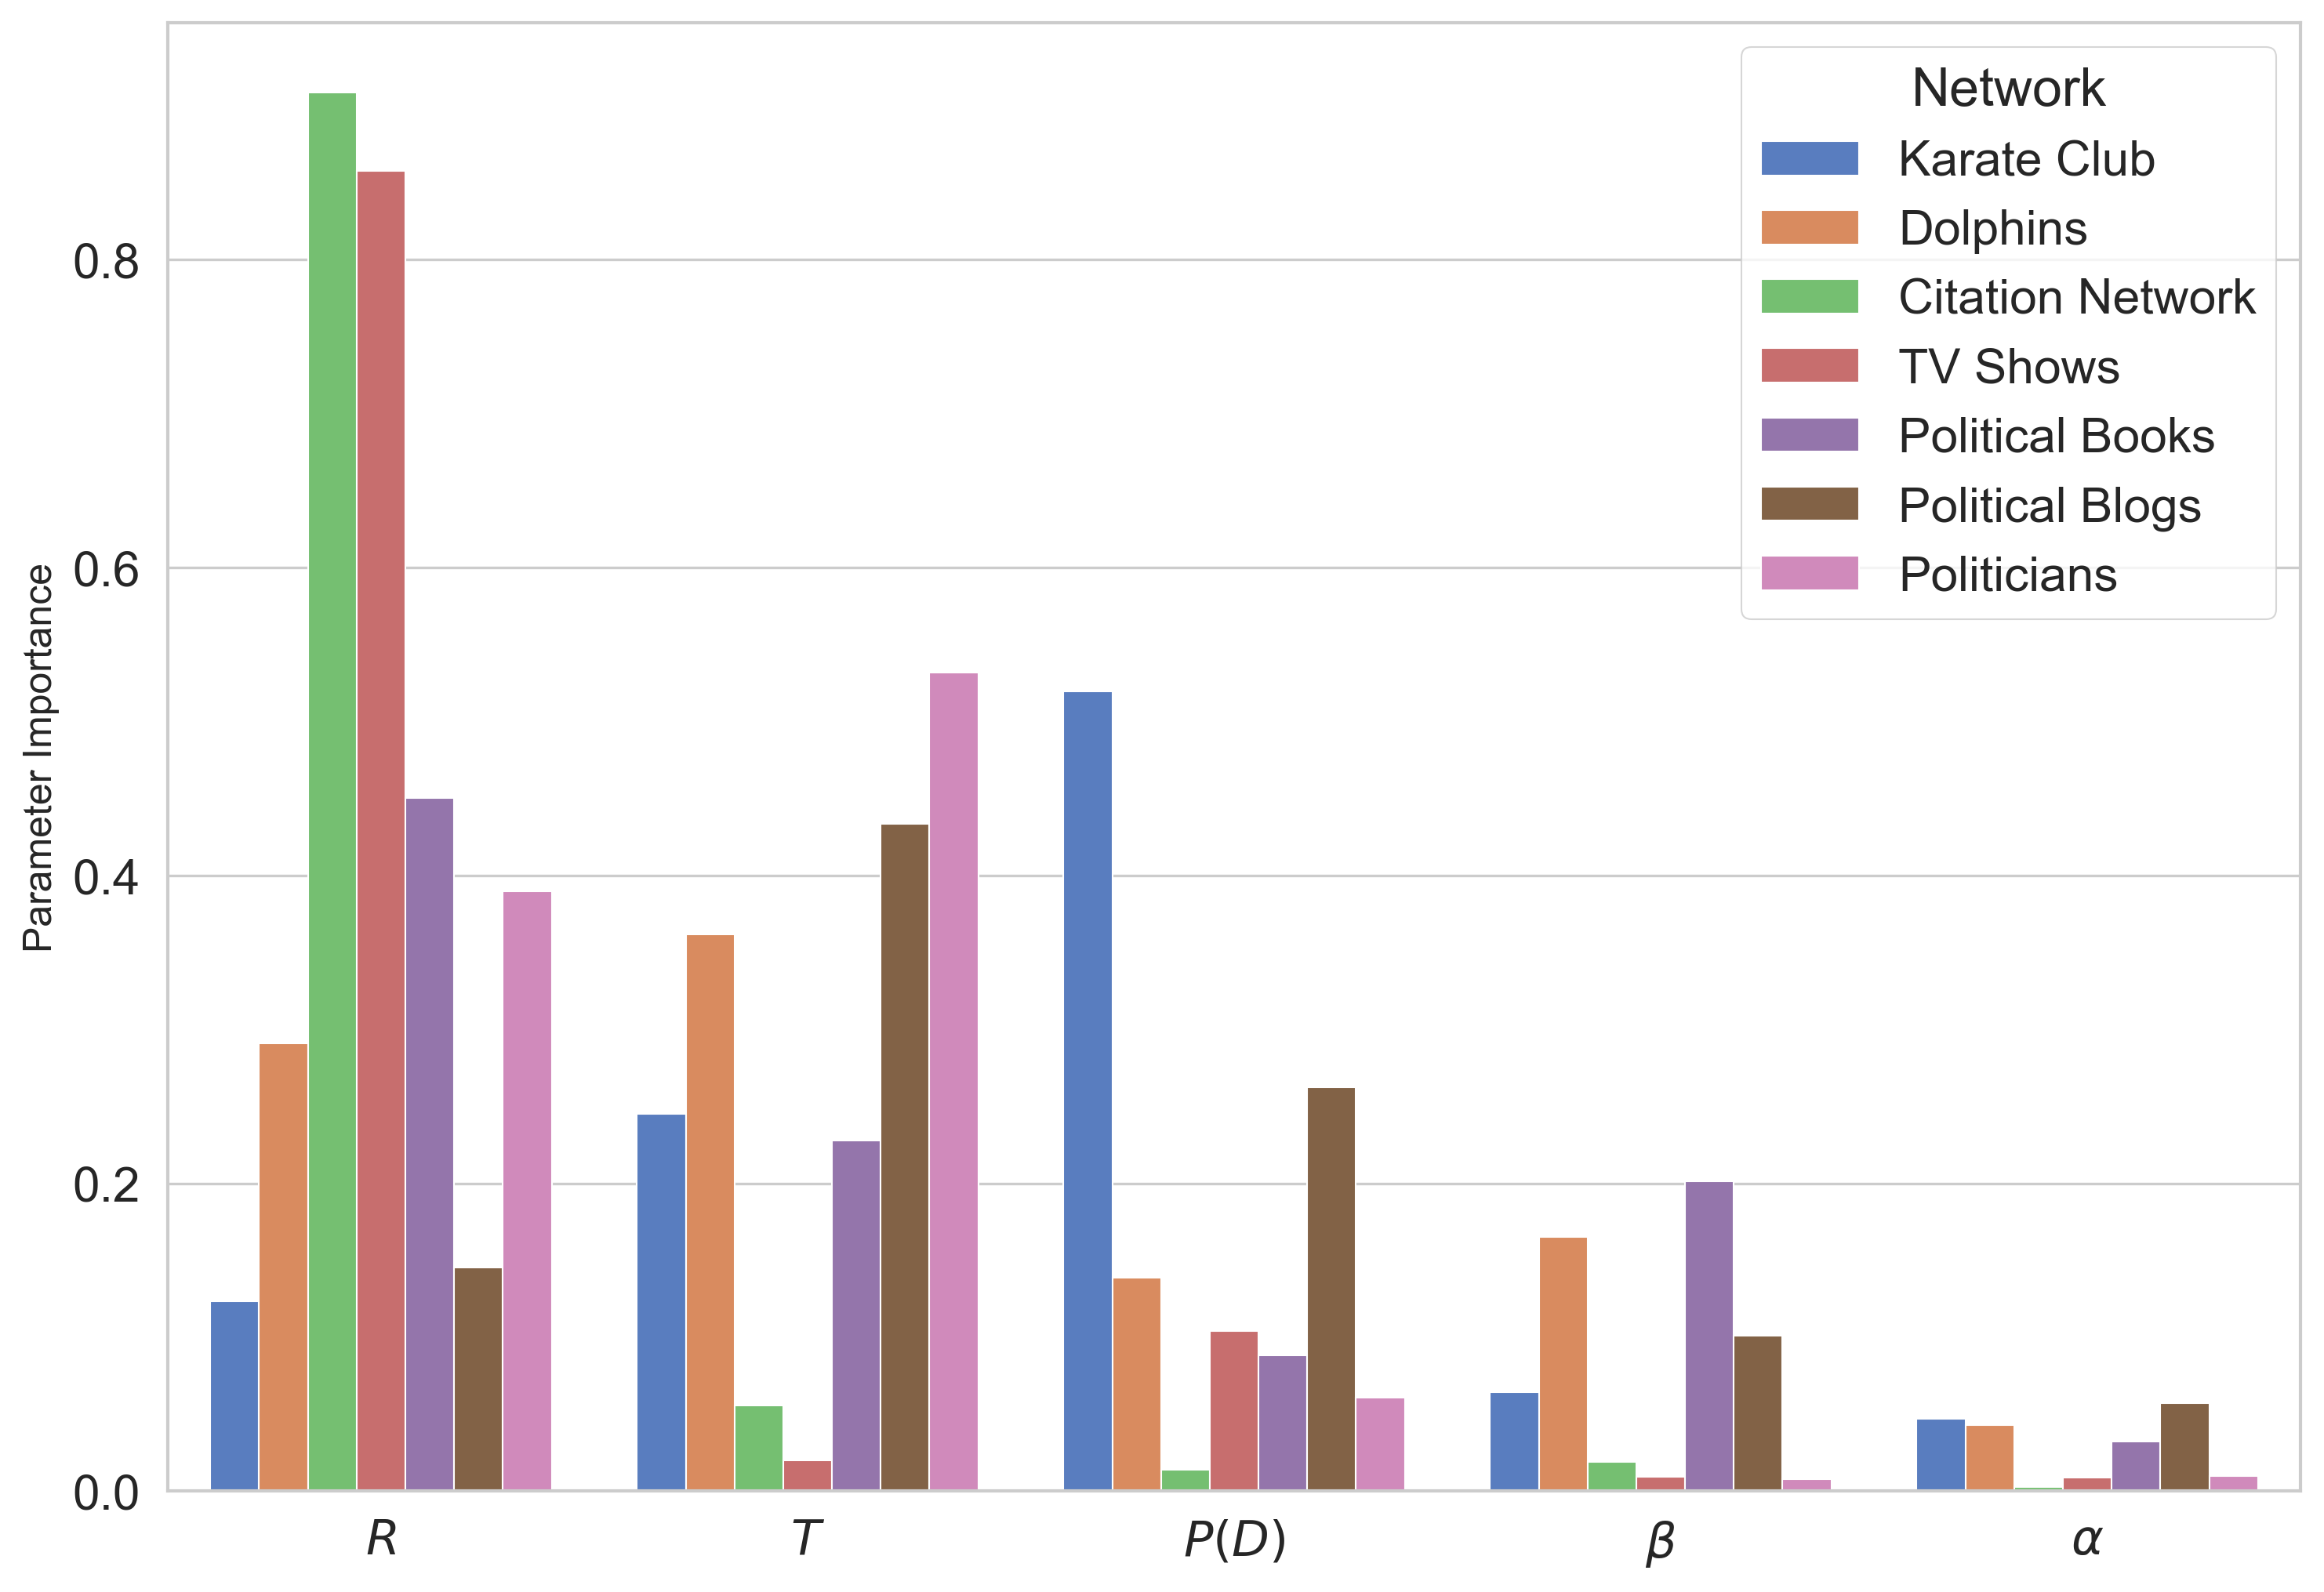 Network
Karate Club
Dolphins
Citation Network
TV Shows
Political Books
Political Blogs
Politicians
Parameter Importance
0.8
0.6
0.4
0.2
0.0
R T P(D) β α